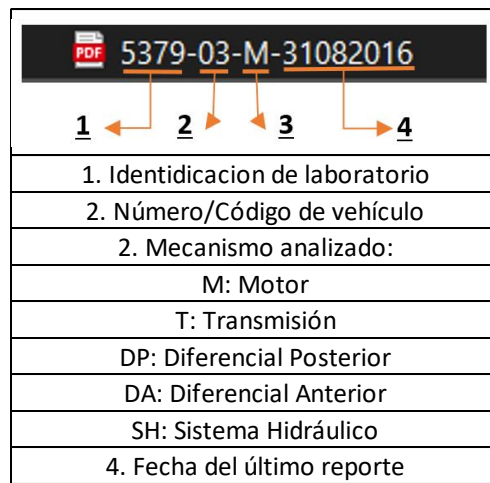 PDF 5379-03-M-31082016
1 2 3 4
1. Identidicacion de laboratorio
2. Número/Código de vehículo
2. Mecanismo analizado:
M: Motor
T: Transmisión
DP: Diferencial Posterior
DA: Diferencial Anterior
SH: Sistema Hidráulico
4. Fecha del último reporte